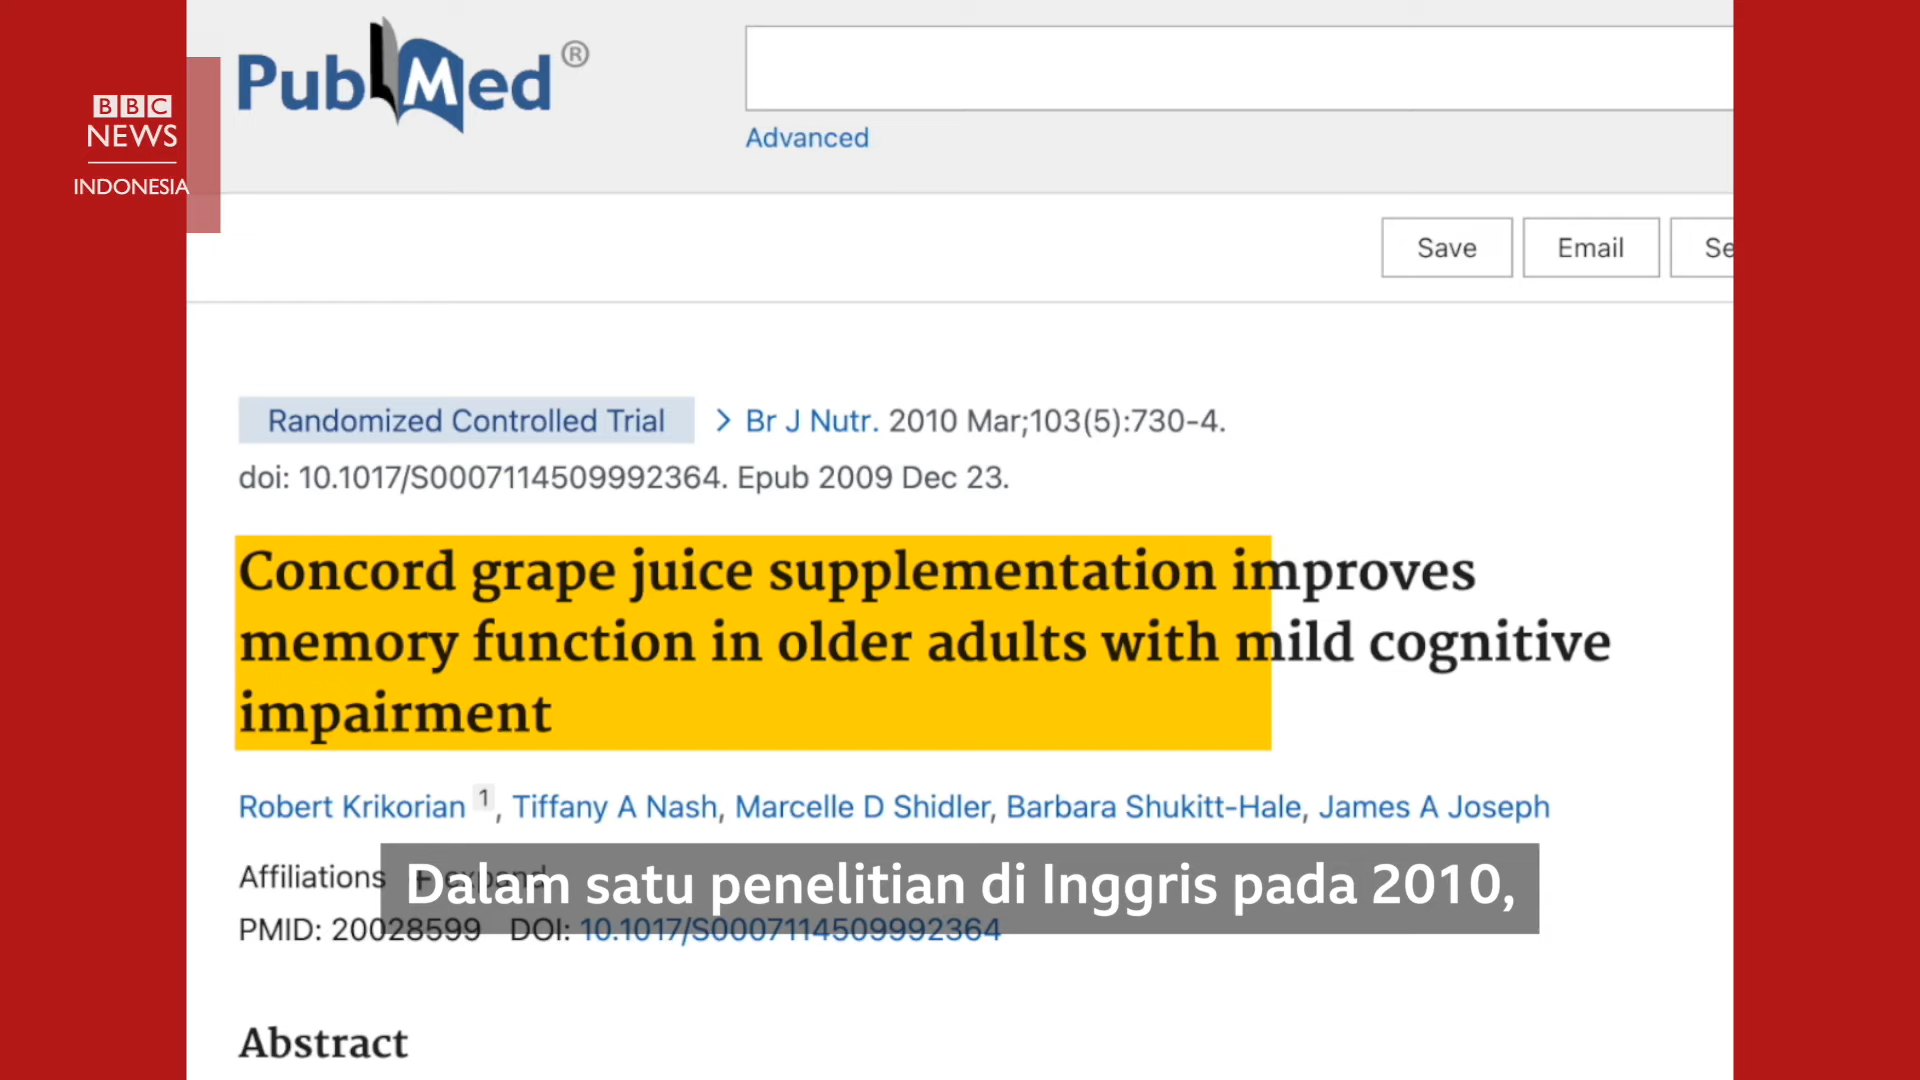 BBC
NEWS
INDONESIA
PubMed®
Advanced
Save
Email
Se
Randomized Controlled Trial
> Br J Nutr. 2010 Mar;103(5):730-4.
doi: 10.1017/S0007114509992364. Epub 2009 Dec 23.
Concord grape juice supplementation improves
memory function in older adults with mild cognitive
impairment
Robert Krikorian 1, Tiffany A Nash, Marcelle D Shidler, Barbara Shukitt-Hale, James A Joseph
Affiliations + expand
Dalam satu penelitian di Inggris pada 2010,
PMID: 20028599 DOI: 10.1017/S0007114509992364
Abstract